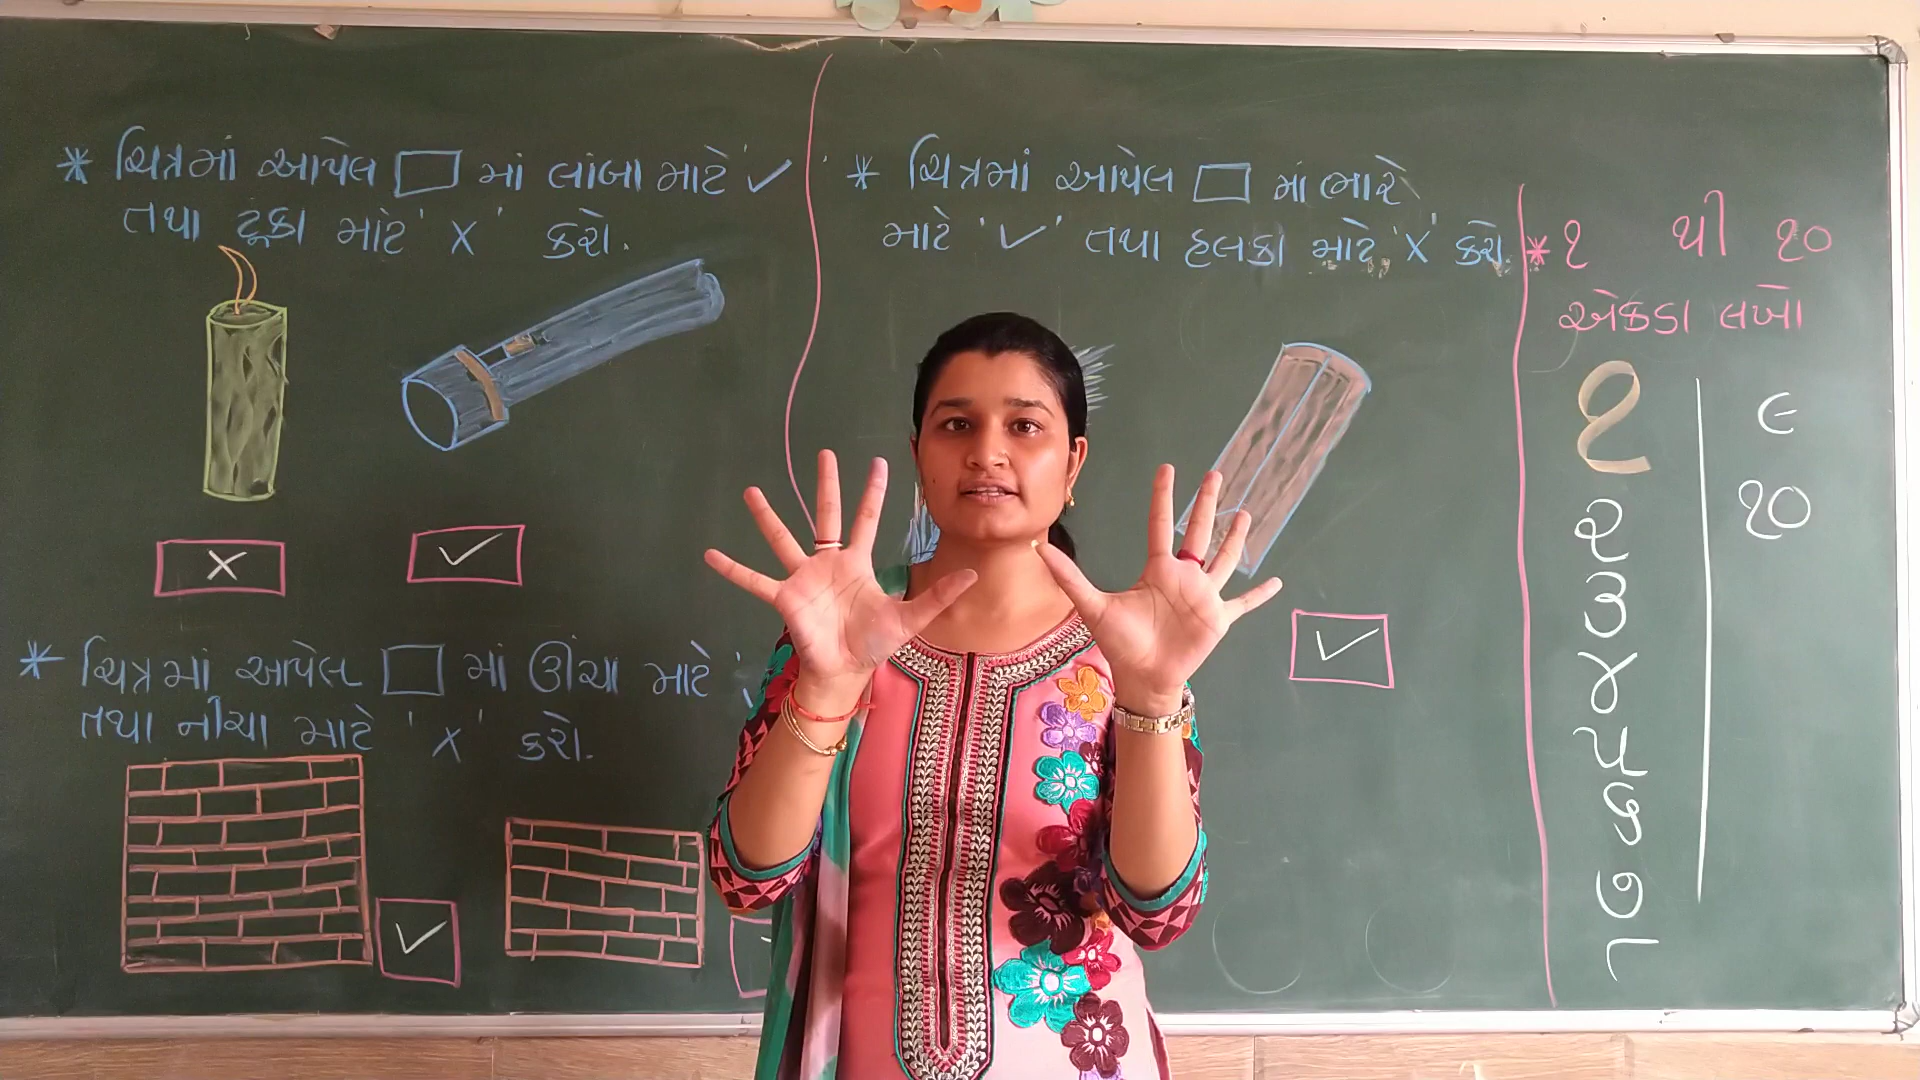 * ચિત્રમાં આપેલ □ માં લાંબા માટે '✓'
તથા ટૂંકા માટે 'X' કરો.
X
✓
* ચિત્રમાં આપેલ □ માં ઊંચા માટે '
તથા નીચા માટે 'X' કરો.
✓
* ચિત્રમાં આપેલ □ માં ભારે
માટે '✓' તથા હલકા માટે 'X' કરો.
✓
* ૧ થી ૧૦
એકડા લખો
૧
૨
૩
૪
૫
૬
૭
૮
૯
૧૦